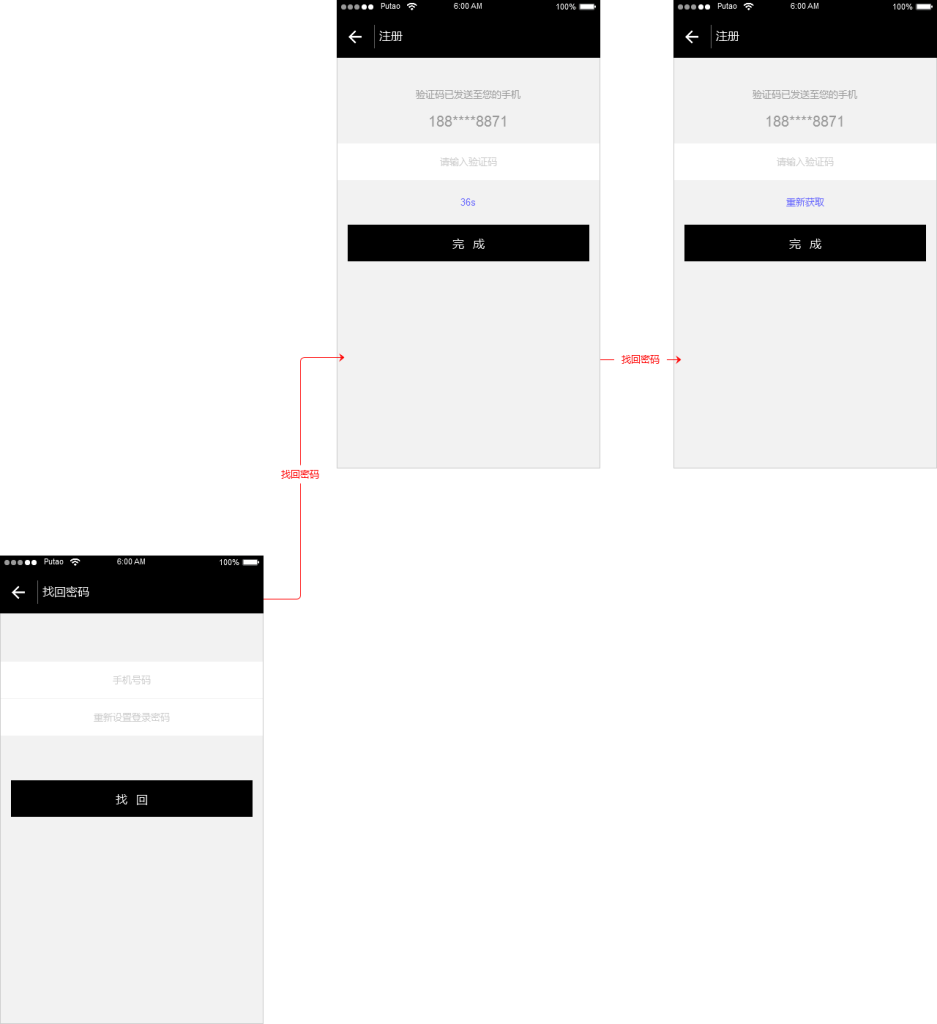 Putao 6:00 AM 100%
注册
验证码已发送至您的手机
188****8871
请输入验证码
36s
完 成
Putao 6:00 AM 100%
注册
验证码已发送至您的手机
188****8871
请输入验证码
重新获取
完 成
找回密码
找回密码
Putao 6:00 AM 100%
找回密码
手机号码
重新设置登录密码
找 回